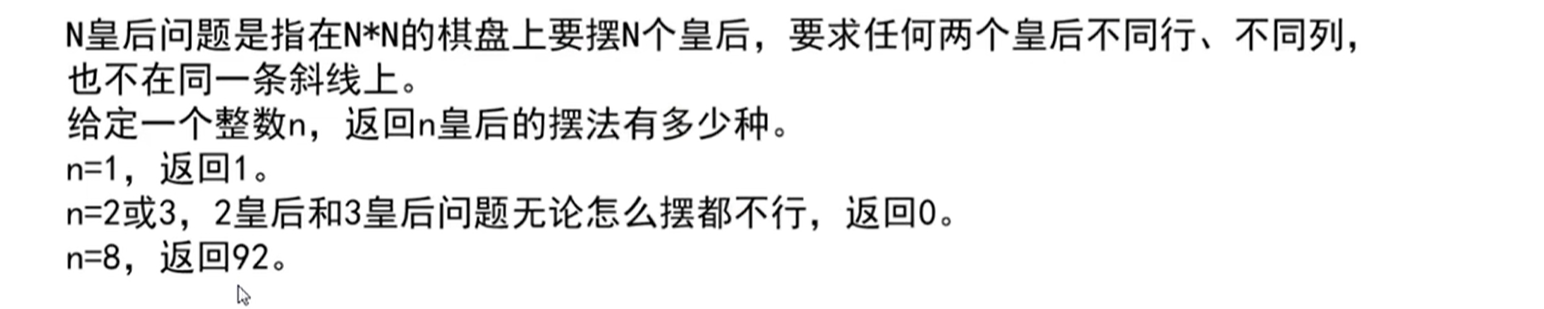 N皇后问题是指在N*N的棋盘上要摆N个皇后，要求任何两个皇后不同行、不同列，
也不在同一条斜线上。
给定一个整数n，返回n皇后的摆法有多少种。
n=1，返回1。
n=2或3，2皇后和3皇后问题无论怎么摆都不行，返回0。
n=8，返回92。